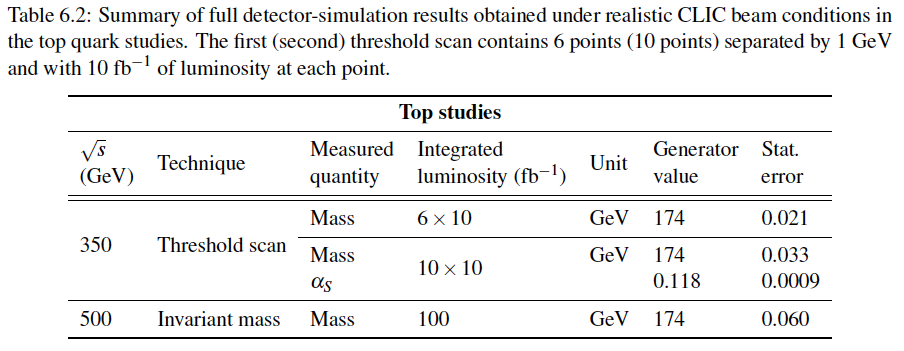 Table 6.2: Summary of full detector-simulation results obtained under realistic CLIC beam conditions in
the top quark studies. The first (second) threshold scan contains 6 points (10 points) separated by 1 GeV
and with 10 fb⁻¹ of luminosity at each point.
Top studies
√s (GeV) Technique Measured quantity Integrated luminosity (fb⁻¹) Unit Generator value Stat. error
350 Threshold scan Mass 6 × 10 GeV 174 0.021
Mass 10 × 10 GeV 174 0.033
αS 0.118 0.0009
500 Invariant mass Mass 100 GeV 174 0.060